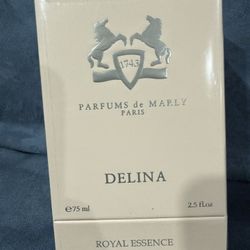 1743
PARFUMS de MARLY
PARIS
DELINA
℮75 ml 2.5 fl oz
ROYAL ESSENCE